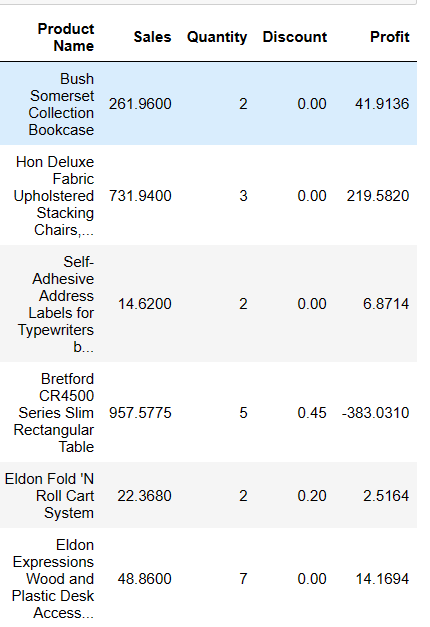 Product
Name Sales Quantity Discount Profit
Bush
Somerset
Collection
Bookcase 261.9600 2 0.00 41.9136
Hon Deluxe
Fabric
Upholstered
Stacking
Chairs,... 731.9400 3 0.00 219.5820
Self-
Adhesive
Address
Labels for
Typewriters
b... 14.6200 2 0.00 6.8714
Bretford
CR4500
Series Slim
Rectangular
Table 957.5775 5 0.45 -383.0310
Eldon Fold 'N
Roll Cart
System 22.3680 2 0.20 2.5164
Eldon
Expressions
Wood and
Plastic Desk
Access... 48.8600 7 0.00 14.1694